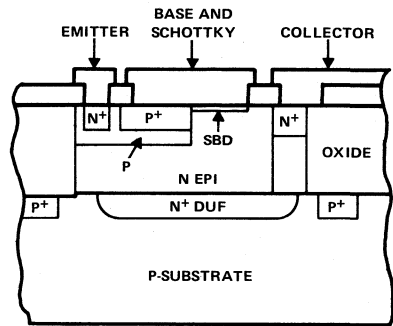 BASE AND
SCHOTTKY
EMITTER
COLLECTOR
N+
P+
N+
SBD
P
OXIDE
N EPI
P+
N+ DUF
P+
P-SUBSTRATE